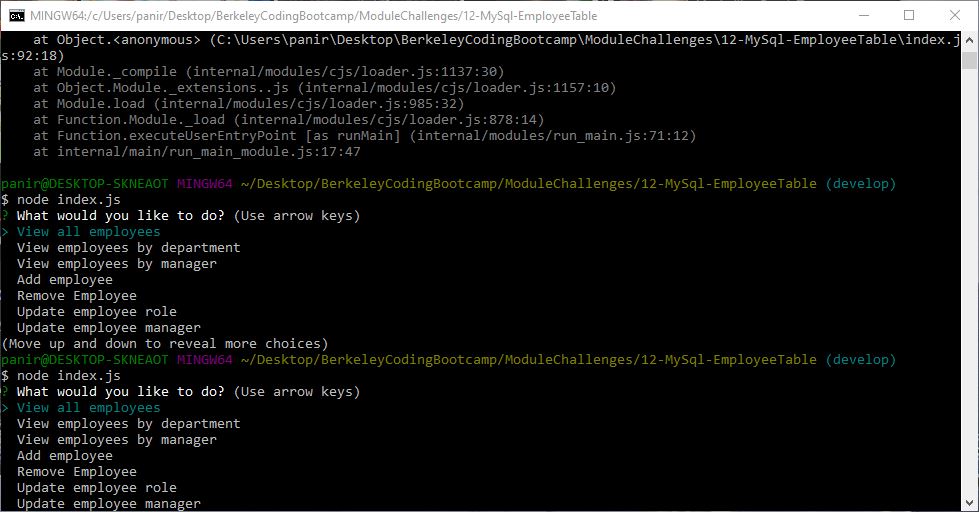 MINGW64:/c/Users/panir/Desktop/BerkeleyCodingBootcamp/ModuleChallenges/12-MySql-EmployeeTable
at Object.<anonymous> (C:\Users\panir\Desktop\BerkeleyCodingBootcamp\ModuleChallenges\12-MySql-EmployeeTable\index.j
s:92:18)
at Module._compile (internal/modules/cjs/loader.js:1137:30)
at Object.Module._extensions..js (internal/modules/cjs/loader.js:1157:10)
at Module.load (internal/modules/cjs/loader.js:985:32)
at Function.Module._load (internal/modules/cjs/loader.js:878:14)
at Function.executeUserEntryPoint [as runMain] (internal/modules/run_main.js:71:12)
at internal/main/run_main_module.js:17:47
panir@DESKTOP-SKNEAOT MINGW64 ~/Desktop/BerkeleyCodingBootcamp/ModuleChallenges/12-MySql-EmployeeTable (develop)
$ node index.js
? What would you like to do? (Use arrow keys)
> View all employees
View employees by department
View employees by manager
Add employee
Remove Employee
Update employee role
Update employee manager
(Move up and down to reveal more choices)
panir@DESKTOP-SKNEAOT MINGW64 ~/Desktop/BerkeleyCodingBootcamp/ModuleChallenges/12-MySql-EmployeeTable (develop)
$ node index.js
? What would you like to do? (Use arrow keys)
> View all employees
View employees by department
View employees by manager
Add employee
Remove Employee
Update employee role
Update employee manager